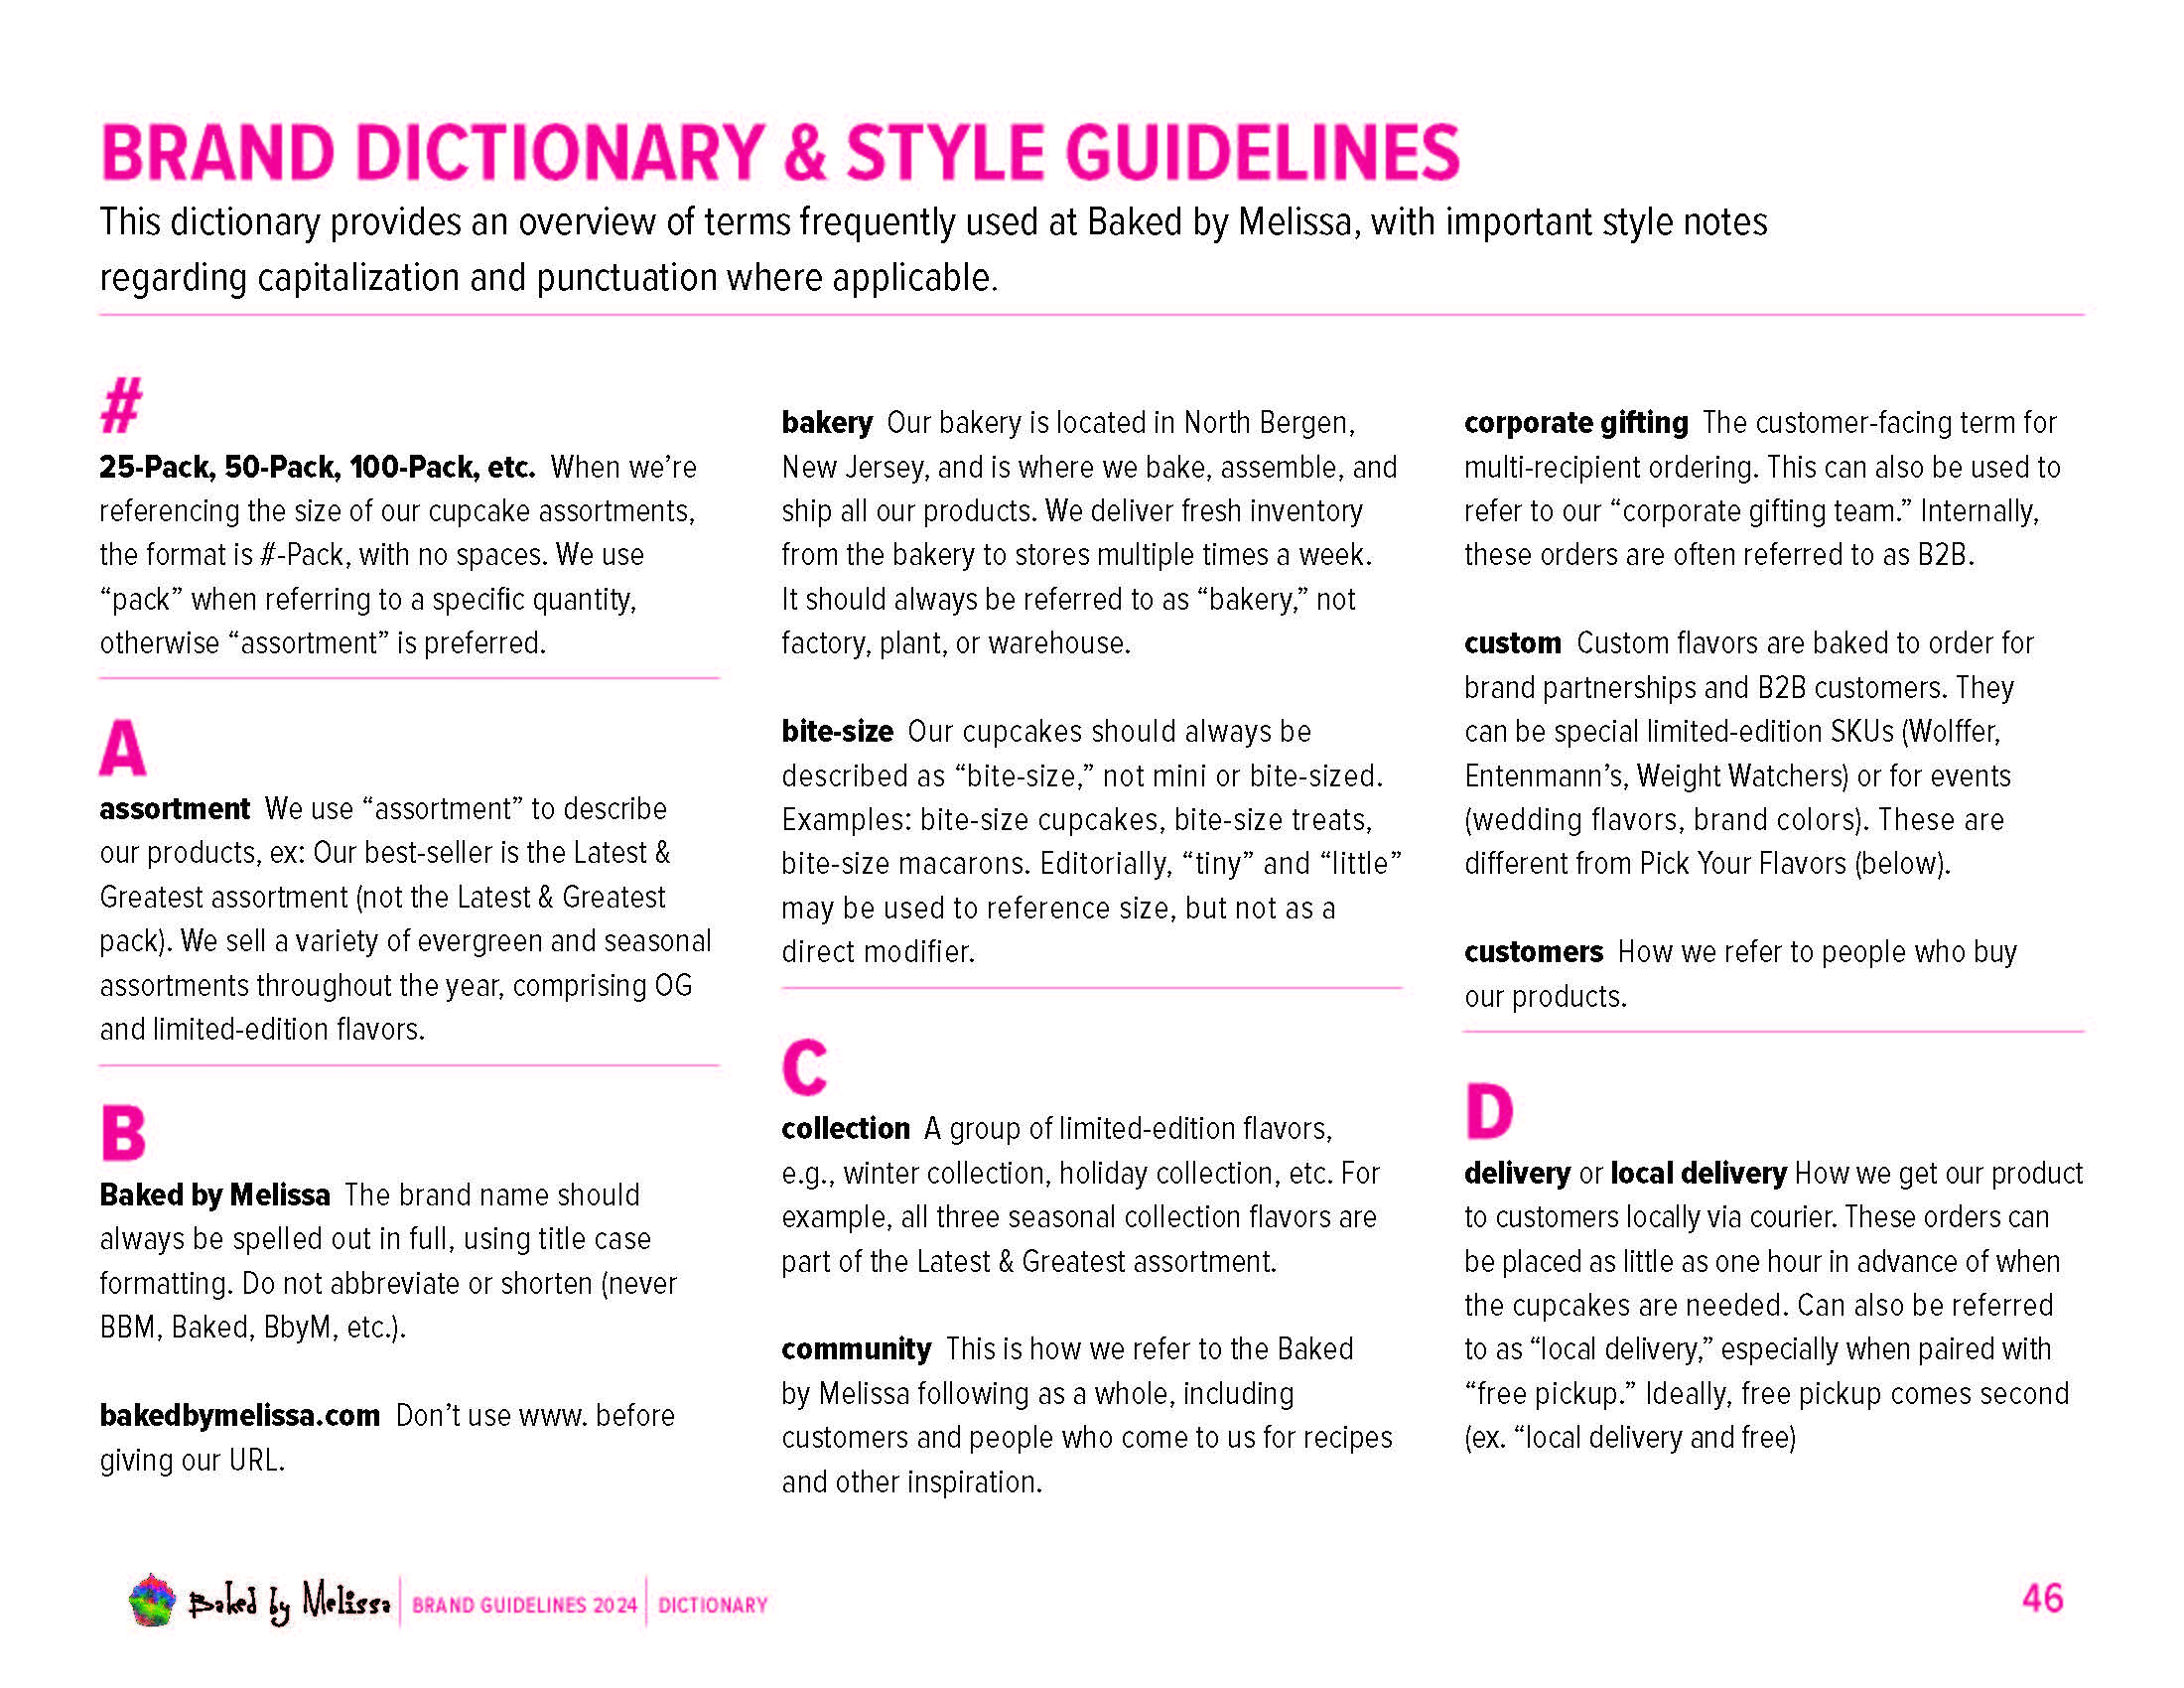 BRAND DICTIONARY & STYLE GUIDELINES
This dictionary provides an overview of terms frequently used at Baked by Melissa, with important style notes
regarding capitalization and punctuation where applicable.
#
25-Pack, 50-Pack, 100-Pack, etc. When we’re
referencing the size of our cupcake assortments,
the format is #-Pack, with no spaces. We use
“pack” when referring to a specific quantity,
otherwise “assortment” is preferred.
A
assortment We use “assortment” to describe
our products, ex: Our best-seller is the Latest &
Greatest assortment (not the Latest & Greatest
pack). We sell a variety of evergreen and seasonal
assortments throughout the year, comprising OG
and limited-edition flavors.
B
Baked by Melissa The brand name should
always be spelled out in full, using title case
formatting. Do not abbreviate or shorten (never
BBM, Baked, BbyM, etc.).
bakedbymelissa.com Don’t use www. before
giving our URL.
bakery Our bakery is located in North Bergen,
New Jersey, and is where we bake, assemble, and
ship all our products. We deliver fresh inventory
from the bakery to stores multiple times a week.
It should always be referred to as “bakery,” not
factory, plant, or warehouse.
bite-size Our cupcakes should always be
described as “bite-size,” not mini or bite-sized.
Examples: bite-size cupcakes, bite-size treats,
bite-size macarons. Editorially, “tiny” and “little”
may be used to reference size, but not as a
direct modifier.
C
collection A group of limited-edition flavors,
e.g., winter collection, holiday collection, etc. For
example, all three seasonal collection flavors are
part of the Latest & Greatest assortment.
community This is how we refer to the Baked
by Melissa following as a whole, including
customers and people who come to us for recipes
and other inspiration.
corporate gifting The customer-facing term for
multi-recipient ordering. This can also be used to
refer to our “corporate gifting team.” Internally,
these orders are often referred to as B2B.
custom Custom flavors are baked to order for
brand partnerships and B2B customers. They
can be special limited-edition SKUs (Wolffer,
Entenmann’s, Weight Watchers) or for events
(wedding flavors, brand colors). These are
different from Pick Your Flavors (below).
customers How we refer to people who buy
our products.
D
delivery or local delivery How we get our product
to customers locally via courier. These orders can
be placed as little as one hour in advance of when
the cupcakes are needed. Can also be referred
to as “local delivery,” especially when paired with
“free pickup.” Ideally, free pickup comes second
(ex. “local delivery and free)
Baked by Melissa BRAND GUIDELINES 2024 DICTIONARY
46